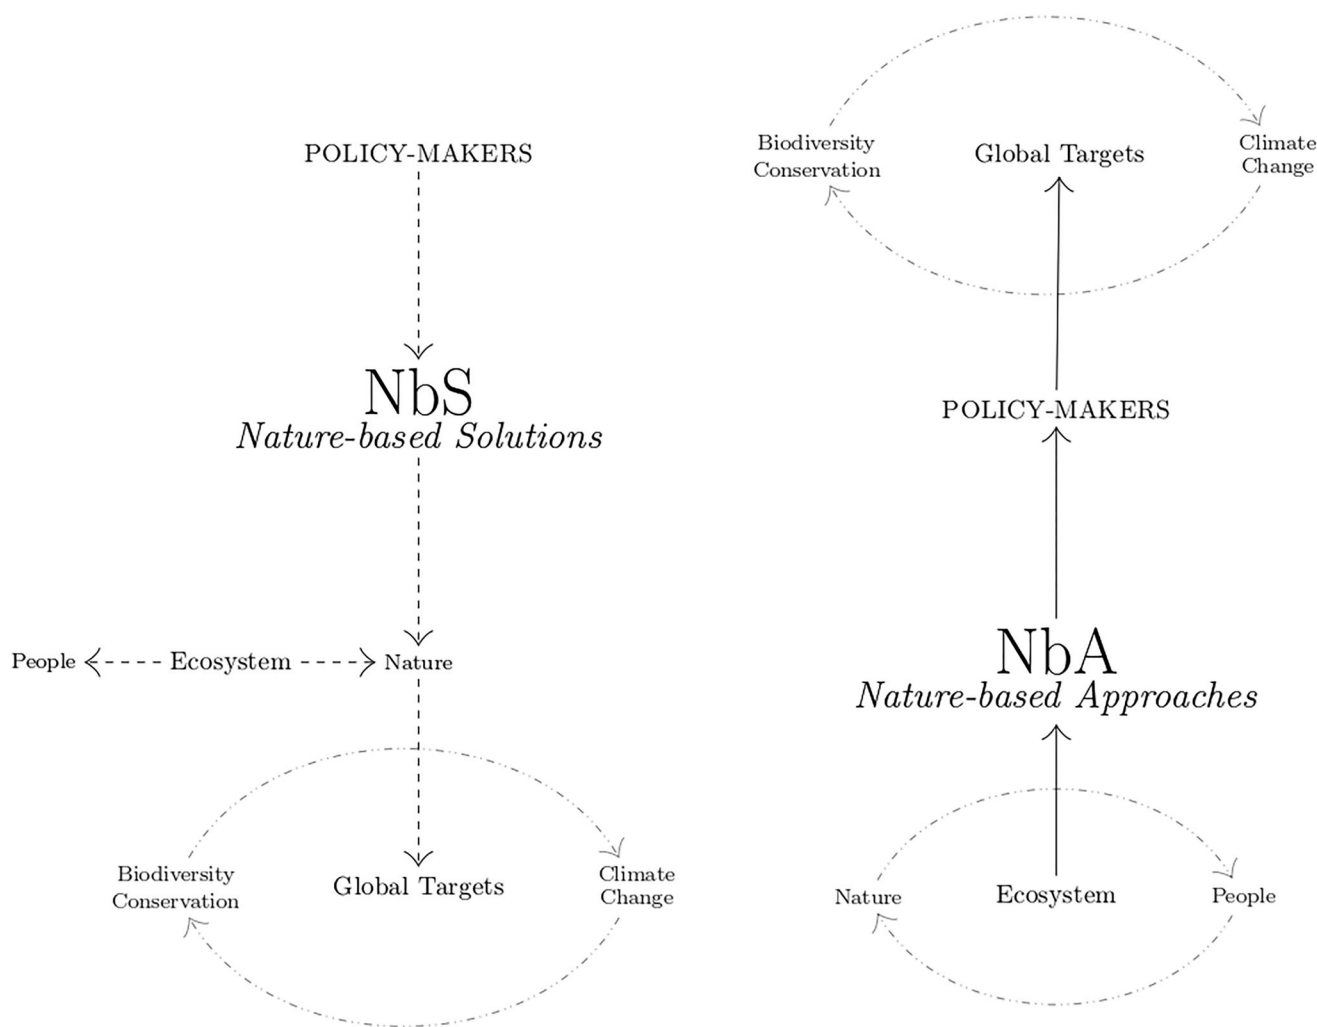 POLICY-MAKERS
NbS
Nature-based Solutions
People
Ecosystem
Nature
Biodiversity
Conservation
Global Targets
Climate
Change
Biodiversity
Conservation
Global Targets
Climate
Change
POLICY-MAKERS
NbA
Nature-based Approaches
Nature
Ecosystem
People